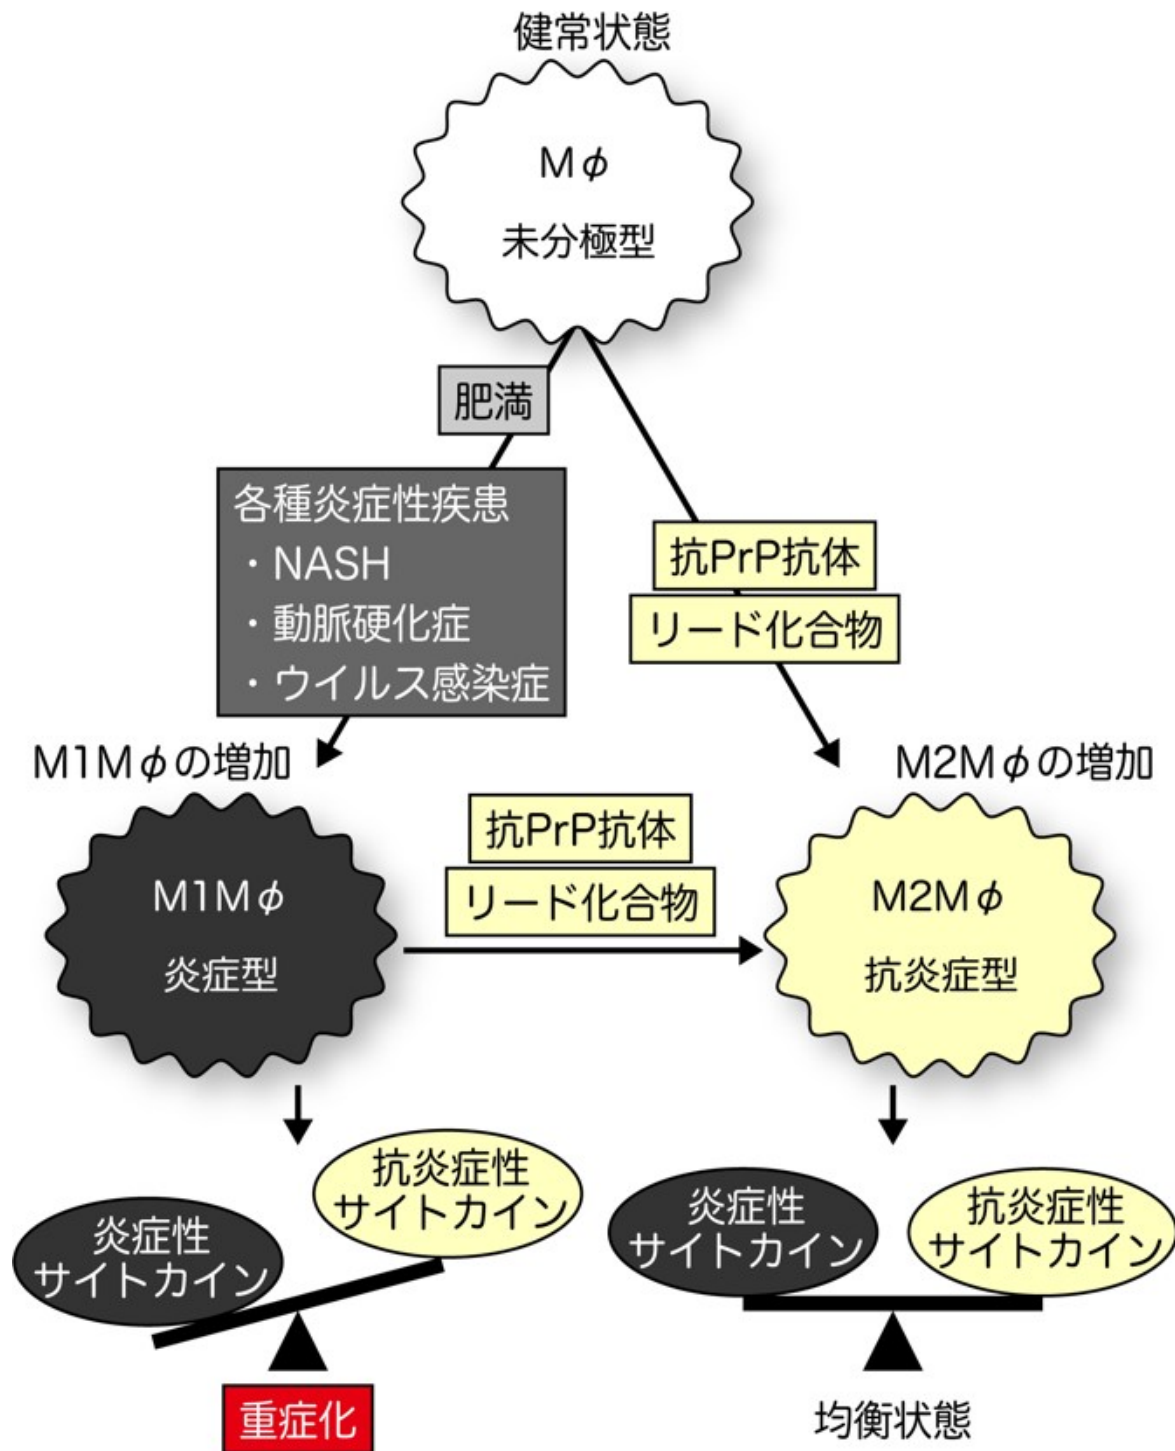 健常状態
Mφ
未分極型
肥満
各種炎症性疾患
・NASH
・動脈硬化症
・ウイルス感染症
抗PrP抗体
リード化合物
M1Mφの増加
M2Mφの増加
抗PrP抗体
リード化合物
M1Mφ
炎症型
M2Mφ
抗炎症型
炎症性
サイトカイン
抗炎症性
サイトカイン
炎症性
サイトカイン
抗炎症性
サイトカイン
重症化
均衡状態